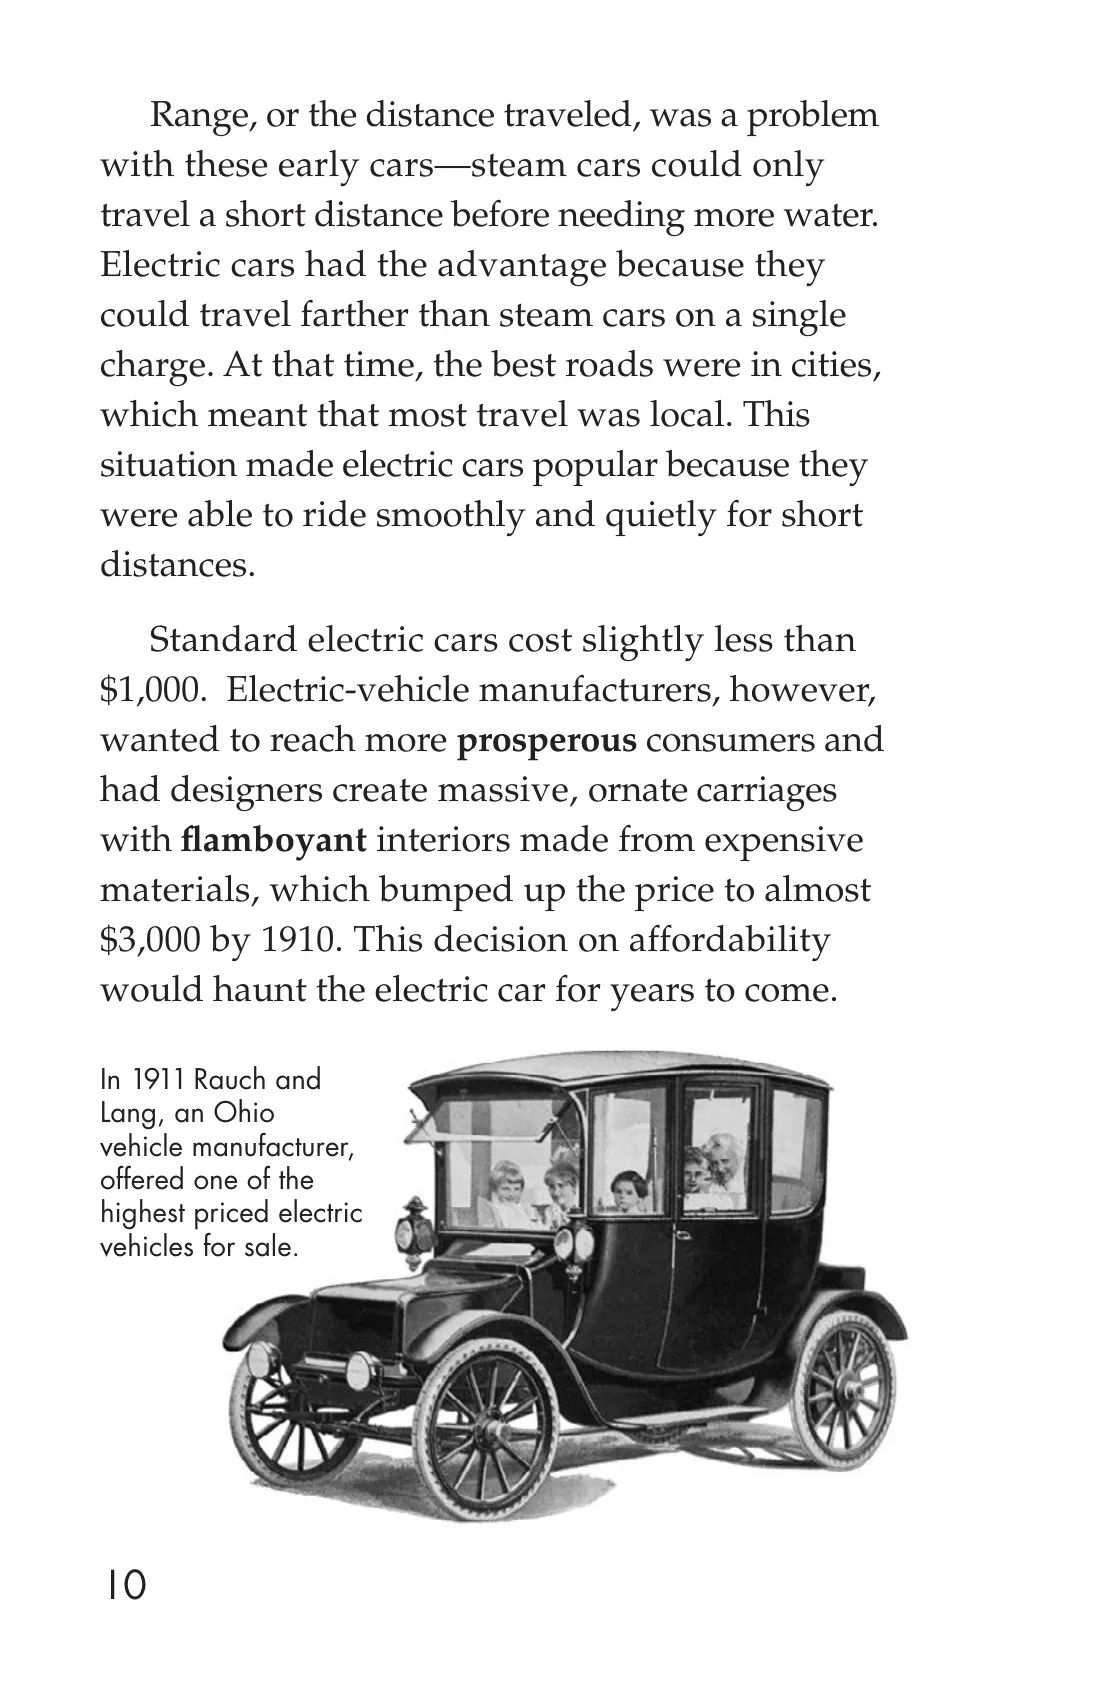 Range, or the distance traveled, was a problem
with these early cars—steam cars could only
travel a short distance before needing more water.
Electric cars had the advantage because they
could travel farther than steam cars on a single
charge. At that time, the best roads were in cities,
which meant that most travel was local. This
situation made electric cars popular because they
were able to ride smoothly and quietly for short
distances.
Standard electric cars cost slightly less than
$1,000.  Electric-vehicle manufacturers, however,
wanted to reach more prosperous consumers and
had designers create massive, ornate carriages
with flamboyant interiors made from expensive
materials, which bumped up the price to almost
$3,000 by 1910. This decision on affordability
would haunt the electric car for years to come.
In 1911 Rauch and
Lang, an Ohio
vehicle manufacturer,
offered one of the
highest priced electric
vehicles for sale.
10